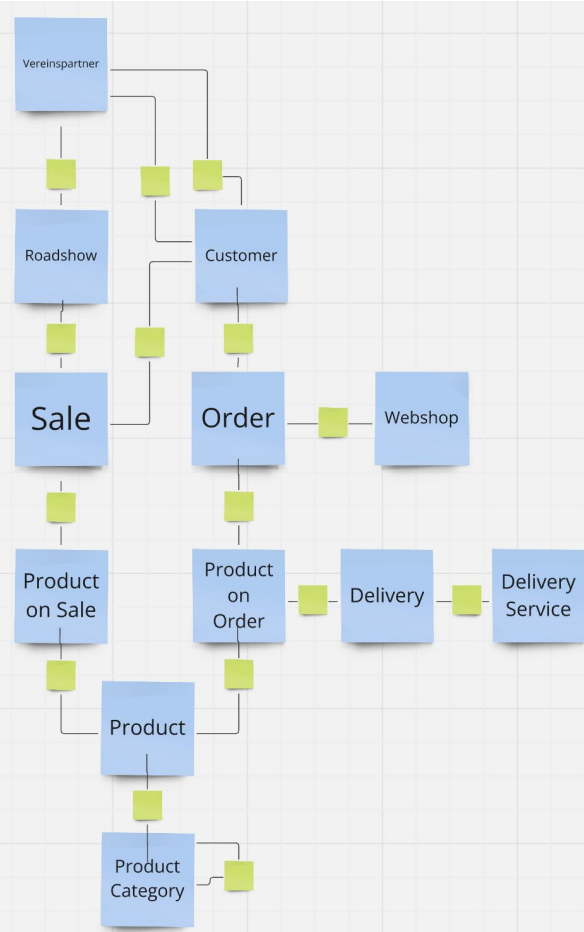 Vereinspartner
Roadshow
Customer
Sale
Order
Webshop
Product
on Sale
Product
on
Order
Delivery
Delivery
Service
Product
Product
Category